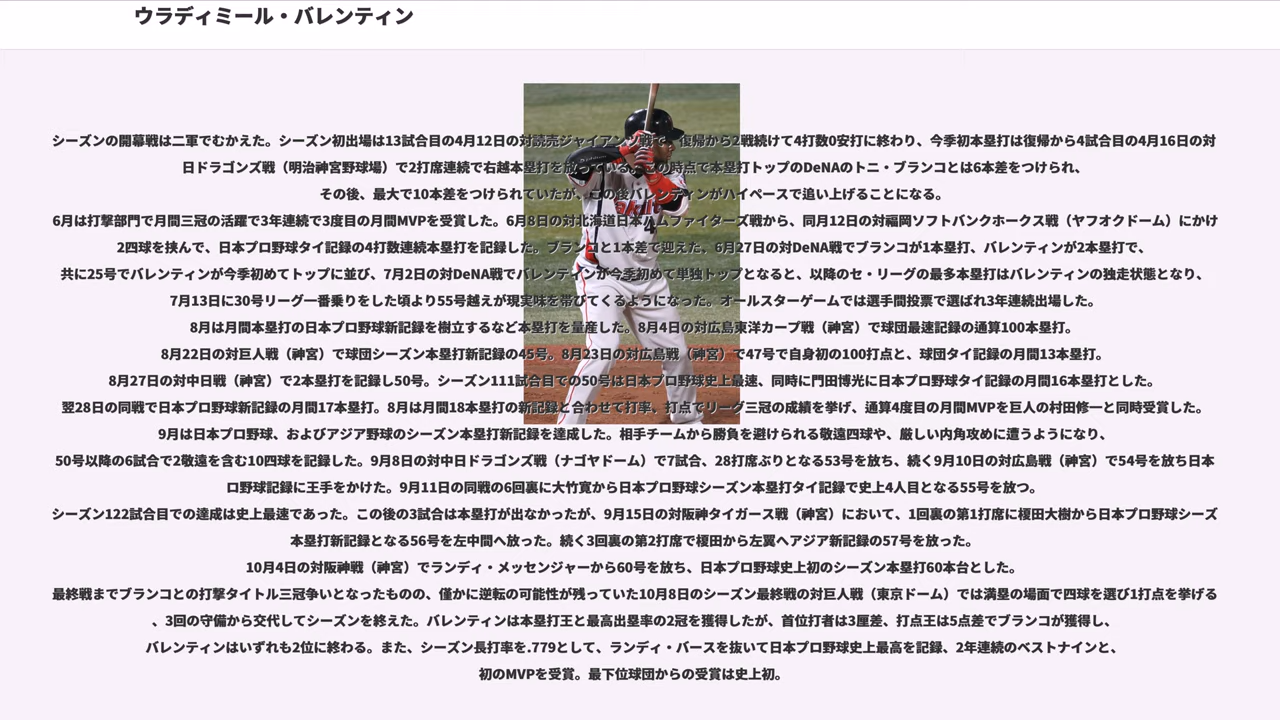 ウラディミール・バレンティン
シーズンの開幕戦は二軍でむかえた。シーズン初出場は13試合目の4月12日の対読売ジャイアンツ戦で、復帰から2戦続けて4打数0安打に終わり、今季初本塁打は復帰から4試合目の4月16日の対
日ドラゴンズ戦（明治神宮野球場）で2打席連続で右越本塁打を放っている。この時点で本塁打トップのDeNAのトニ・ブランコとは6本差をつけられ、
その後、最大で10本差をつけられていたが、この後バレンティンがハイペースで追い上げることになる。
6月は打撃部門で月間三冠の活躍で3年連続で3度目の月間MVPを受賞した。6月8日の対北海道日本ハムファイターズ戦から、同月12日の対福岡ソフトバンクホークス戦（ヤフオクドーム）にかけ
2四球を挟んで、日本プロ野球タイ記録の4打数連続本塁打を記録した。ブランコと1本差で迎えた、6月27日の対DeNA戦でブランコが1本塁打、バレンティンが2本塁打で、
共に25号でバレンティンが今季初めてトップに並び、7月2日の対DeNA戦でバレンティンが今季初めて単独トップとなると、以降のセ・リーグの最多本塁打はバレンティンの独走状態となり、
7月13日に30号リーグ一番乗りをした頃より55号越えが現実味を帯びてくるようになった。オールスターゲームでは選手間投票で選ばれ3年連続出場した。
8月は月間本塁打の日本プロ野球新記録を樹立するなど本塁打を量産した。8月4日の対広島東洋カープ戦（神宮）で球団最速記録の通算100本塁打。
8月22日の対巨人戦（神宮）で球団シーズン本塁打新記録の45号。8月23日の対広島戦（神宮）で47号で自身初の100打点と、球団タイ記録の月間13本塁打。
8月27日の対中日戦（神宮）で2本塁打を記録し50号。シーズン111試合目での50号は日本プロ野球史上最速、同時に門田博光に日本プロ野球タイ記録の月間16本塁打とした。
翌28日の同戦で日本プロ野球新記録の月間17本塁打。8月は月間18本塁打の新記録と合わせて打率、打点でリーグ三冠の成績を挙げ、通算4度目の月間MVPを巨人の村田修一と同時受賞した。
9月は日本プロ野球、およびアジア野球のシーズン本塁打新記録を達成した。相手チームから勝負を避けられる敬遠四球や、厳しい内角攻めに遭うようになり、
50号以降の6試合で2敬遠を含む10四球を記録した。9月8日の対中日ドラゴンズ戦（ナゴヤドーム）で7試合、28打席ぶりとなる53号を放ち、続く9月10日の対広島戦（神宮）で54号を放ち日本
ロ野球記録に王手をかけた。9月11日の同戦の6回裏に大竹寛から日本プロ野球シーズン本塁打タイ記録で史上4人目となる55号を放つ。
シーズン122試合目での達成は史上最速であった。この後の3試合は本塁打が出なかったが、9月15日の対阪神タイガース戦（神宮）において、1回裏の第1打席に榎田大樹から日本プロ野球シーズ
本塁打新記録となる56号を左中間へ放った。続く3回裏の第2打席で榎田から左翼へアジア新記録の57号を放った。
10月4日の対阪神戦（神宮）でランディ・メッセンジャーから60号を放ち、日本プロ野球史上初のシーズン本塁打60本台とした。
最終戦までブランコとの打撃タイトル三冠争いとなったものの、僅かに逆転の可能性が残っていた10月8日のシーズン最終戦の対巨人戦（東京ドーム）では満塁の場面で四球を選び1打点を挙げる
、3回の守備から交代してシーズンを終えた。バレンティンは本塁打王と最高出塁率の2冠を獲得したが、首位打者は3厘差、打点王は5点差でブランコが獲得し、
バレンティンはいずれも2位に終わる。また、シーズン長打率を.779として、ランディ・バースを抜いて日本プロ野球史上最高を記録、2年連続のベストナインと、
初のMVPを受賞。最下位球団からの受賞は史上初。